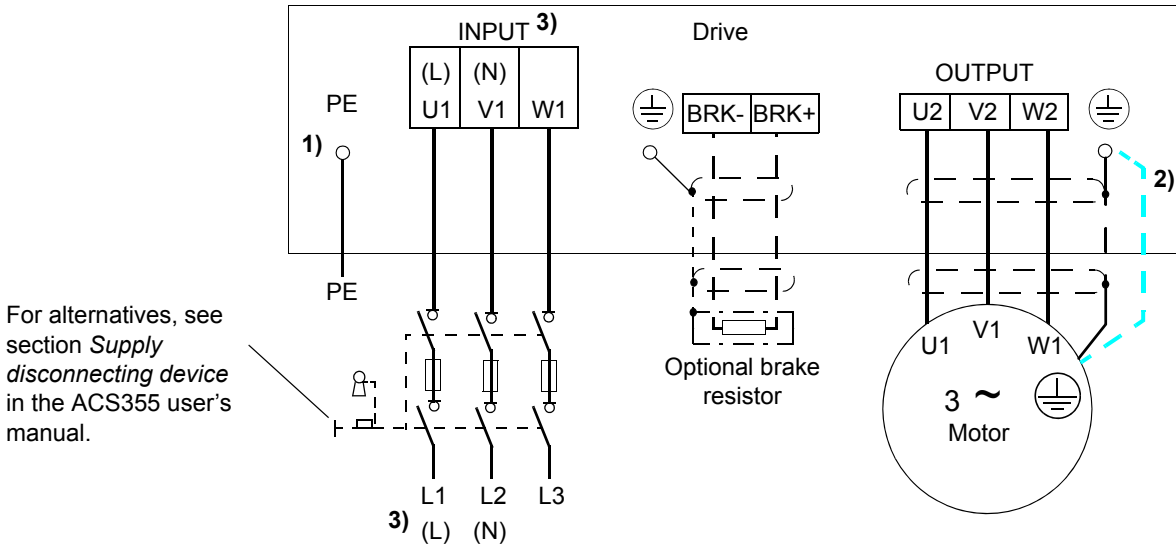 INPUT 3)
Drive
(L) (N)
U1 V1 W1
PE
1)
BRK- BRK+
OUTPUT
U2 V2 W2
2)
PE
For alternatives, see
section Supply
disconnecting device
in the ACS355 user's
manual.
Optional brake
resistor
U1 V1 W1
3 ~
Motor
L1 L2 L3
3) (L) (N)